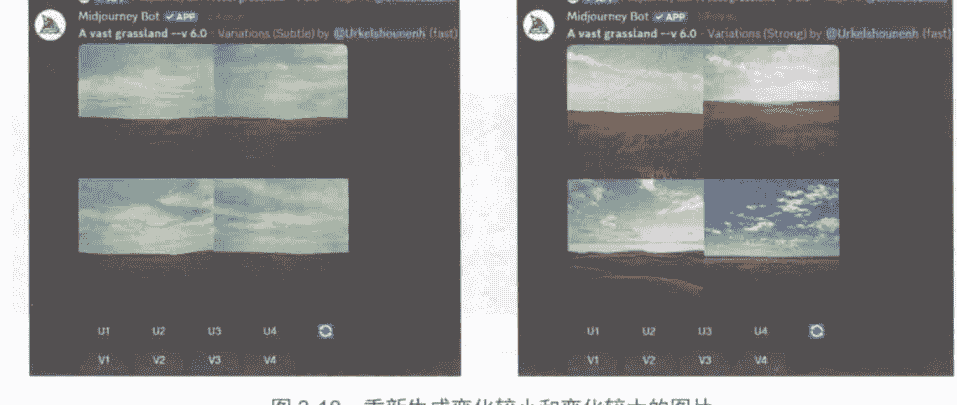 Midjourney Bot APP
A vast grassland --v 6.0 - Variations (Subtle) by @Urkelshouneeh (fast)
U1 U2 U3 U4
V1 V2 V3 V4
Midjourney Bot APP
A vast grassland --v 6.0 - Variations (Strong) by @Urkelshouneeh (fast)
U1 U2 U3 U4
V1 V2 V3 V4
重新生成变化较小和变化较大的图片